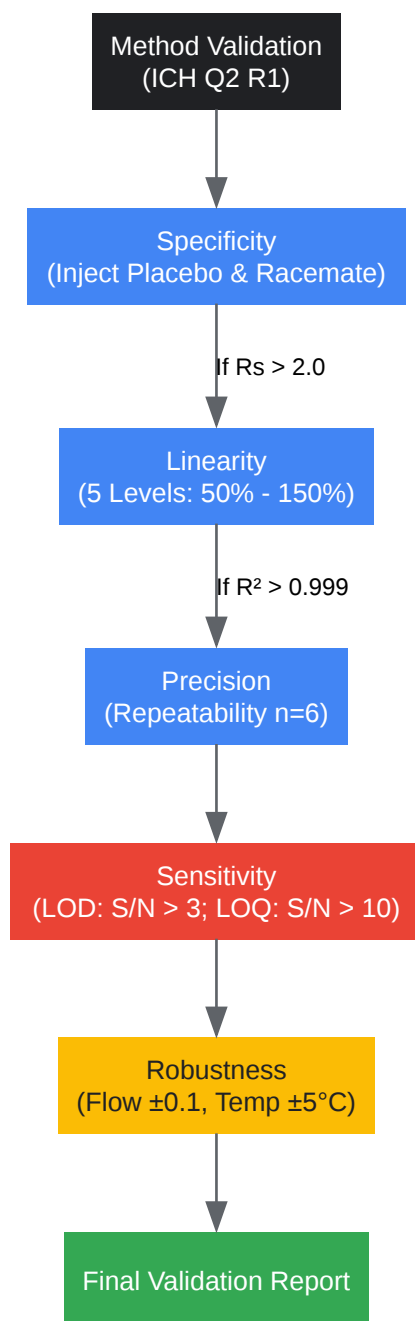 Method Validation
(ICH Q2 R1)
Specificity
(Inject Placebo & Racemate)
If Rs > 2.0
Linearity
(5 Levels: 50% - 150%)
If R² > 0.999
Precision
(Repeatability n=6)
Sensitivity
(LOD: S/N > 3; LOQ: S/N > 10)
Robustness
(Flow ±0.1, Temp ±5°C)
Final Validation Report